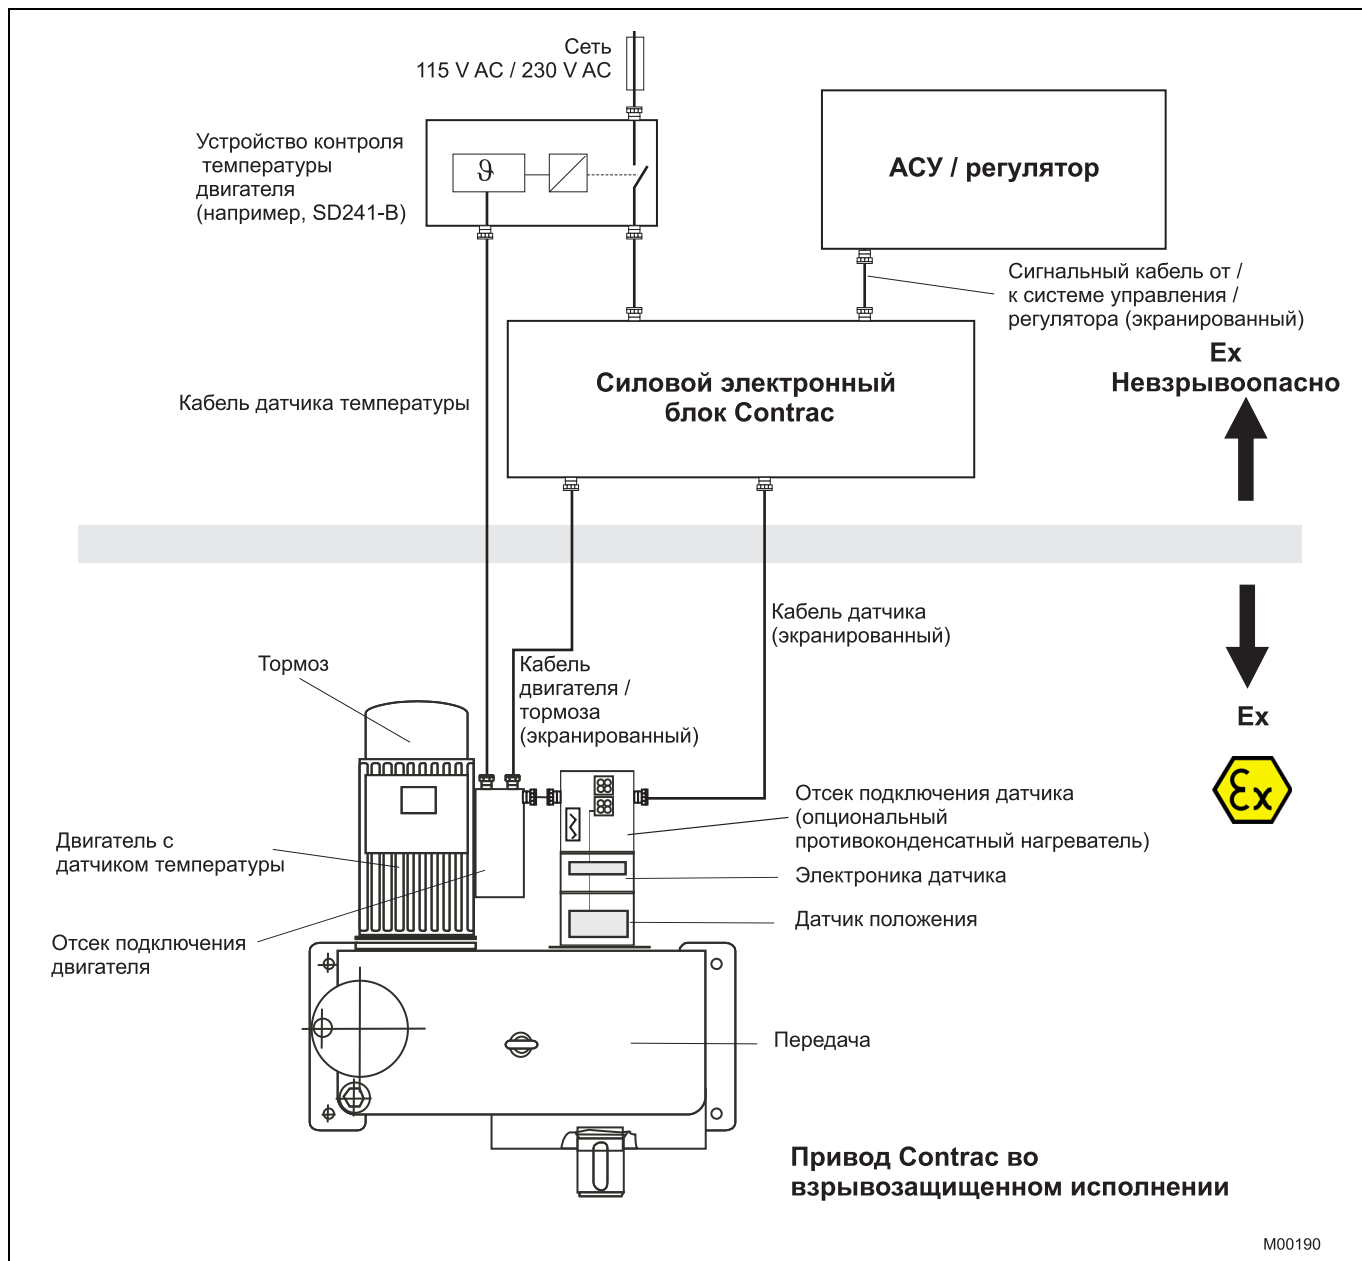 Сеть
115 V AC / 230 V AC
Устройство контроля
температуры
двигателя
(например, SD241-B)
ϑ
АСУ / регулятор
Сигнальный кабель от /
к системе управления /
регулятора (экранированный)
Ex
Невзрывоопасно
Силовой электронный
блок Contrac
Кабель датчика температуры
Кабель датчика
(экранированный)
Тормоз
Кабель
двигателя /
тормоза
(экранированный)
Ex
Ex
Отсек подключения датчика
(опциональный
противоконденсатный нагреватель)
Двигатель с
датчиком температуры
Электроника датчика
Датчик положения
Отсек подключения
двигателя
Передача
Привод Contrac во
взрывозащищенном исполнении
M00190